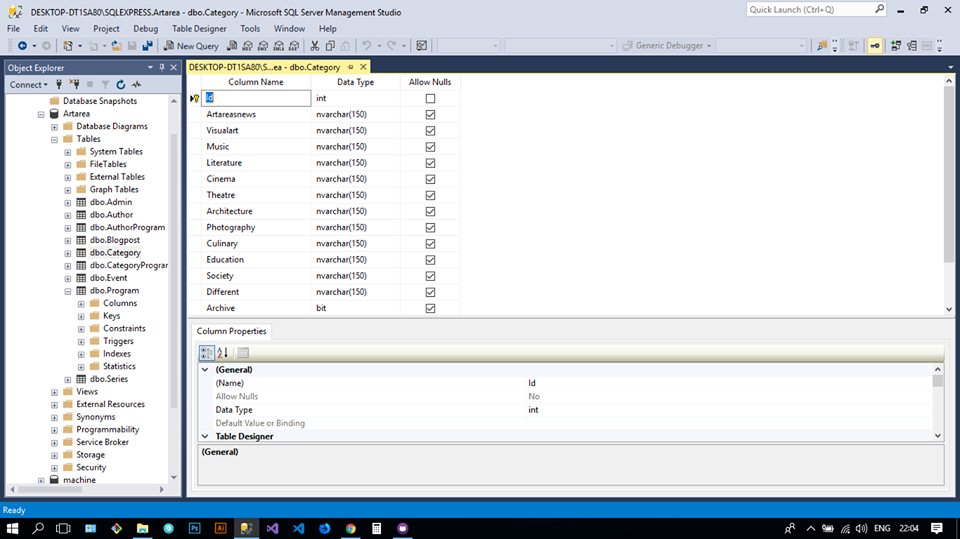 DESKTOP-DT1SA80\SQLEXPRESS.Artarea - dbo.Category - Microsoft SQL Server Management Studio
Quick Launch (Ctrl+Q)
File Edit View Project Debug Table Designer Tools Window Help
New Query Generic Debugger
Object Explorer
Connect
Database Snapshots
Artarea
Database Diagrams
Tables
System Tables
FileTables
External Tables
Graph Tables
dbo.Admin
dbo.Author
dbo.AuthorProgram
dbo.Blogpost
dbo.Category
dbo.CategoryProgram
dbo.Event
dbo.Program
Columns
Keys
Constraints
Triggers
Indexes
Statistics
dbo.Series
Views
External Resources
Synonyms
Programmability
Service Broker
Storage
Security
machine
DESKTOP-DT1SA80\S...ea - dbo.Category
Column Name Data Type Allow Nulls
Id int
Artareasnews nvarchar(150)
Visualart nvarchar(150)
Music nvarchar(150)
Literature nvarchar(150)
Cinema nvarchar(150)
Theatre nvarchar(150)
Architecture nvarchar(150)
Photography nvarchar(150)
Culinary nvarchar(150)
Education nvarchar(150)
Society nvarchar(150)
Different nvarchar(150)
Archive bit
Column Properties
(General)
(Name) Id
Allow Nulls No
Data Type int
Default Value or Binding
Table Designer
(General)
Ready
Ps Ai ENG 22:04